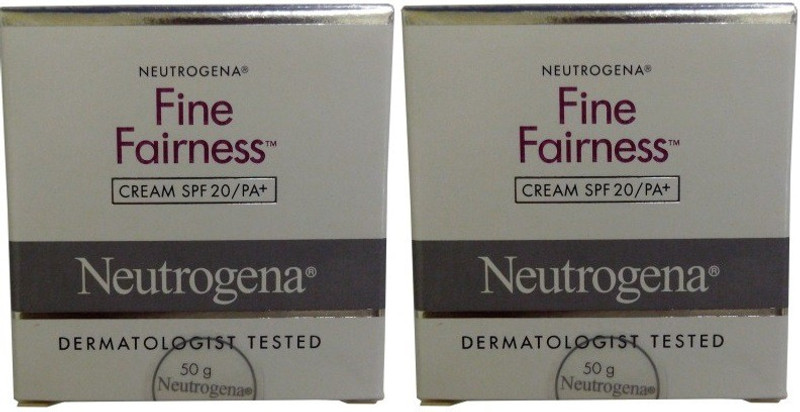 NEUTROGENA®
Fine
Fairness™
CREAM SPF 20/PA+
Neutrogena®
DERMATOLOGIST TESTED
50 g
Neutrogena®
NEUTROGENA®
Fine
Fairness™
CREAM SPF 20/PA+
Neutrogena®
DERMATOLOGIST TESTED
50 g
Neutrogena®